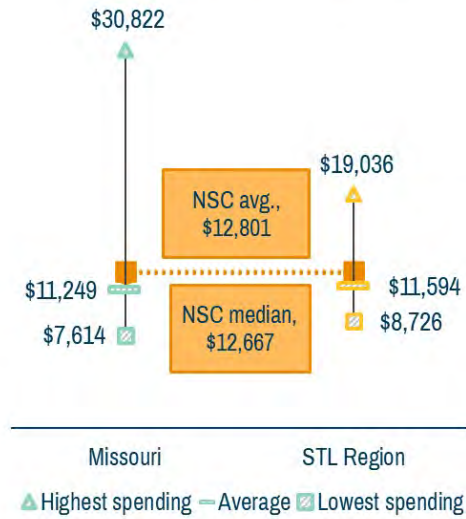 $30,822
$19,036
NSC avg.,
$12,801
$11,249
$11,594
NSC median,
$12,667
$7,614
$8,726
Missouri
STL Region
Highest spending
Average
Lowest spending